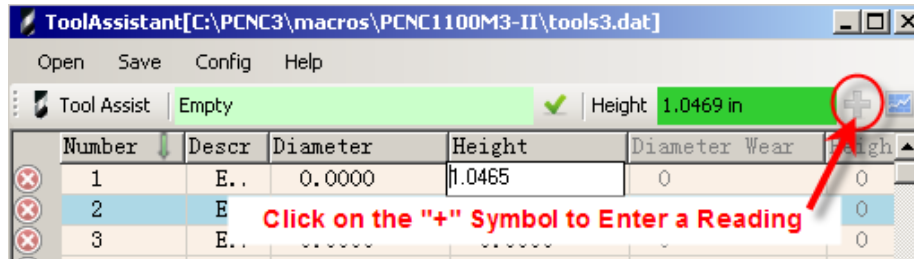 ToolAssistant[C:\PCNC3\macros\PCNC1100M3-II\tools3.dat]
Open Save Config Help
Tool Assist Empty Height 1.0469 in
Number Descr Diameter Height Diameter Wear Heigh
1 E.. 0.0000 1.0465 0 0
2 E 0
Click on the "+" Symbol to Enter a Reading
3 E.. 0